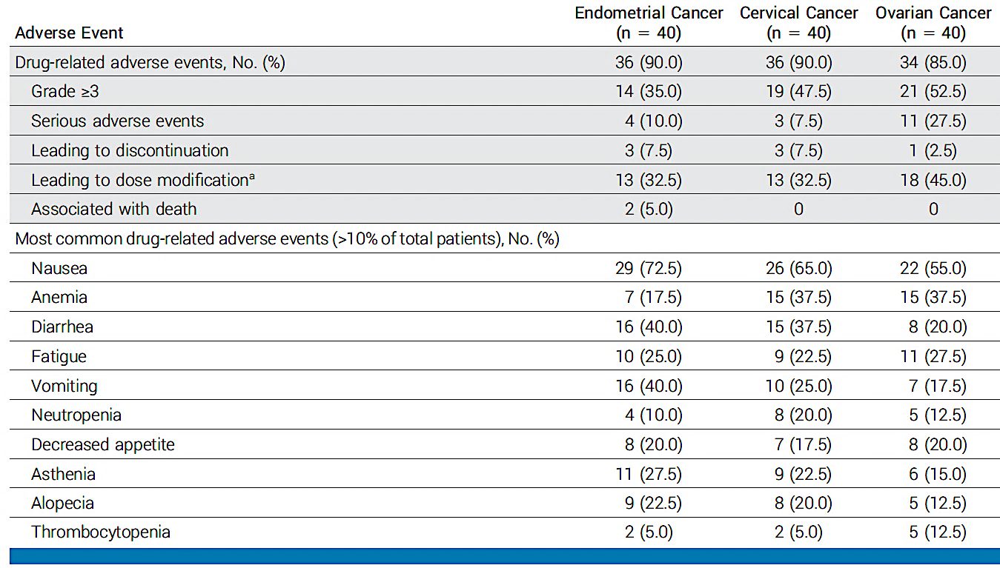 Endometrial Cancer Cervical Cancer Ovarian Cancer
Adverse Event (n = 40) (n = 40) (n = 40)
Drug-related adverse events, No. (%) 36 (90.0) 36 (90.0) 34 (85.0)
Grade ≥3 14 (35.0) 19 (47.5) 21 (52.5)
Serious adverse events 4 (10.0) 3 (7.5) 11 (27.5)
Leading to discontinuation 3 (7.5) 3 (7.5) 1 (2.5)
Leading to dose modificationᵃ 13 (32.5) 13 (32.5) 18 (45.0)
Associated with death 2 (5.0) 0 0
Most common drug-related adverse events (>10% of total patients), No. (%)
Nausea 29 (72.5) 26 (65.0) 22 (55.0)
Anemia 7 (17.5) 15 (37.5) 15 (37.5)
Diarrhea 16 (40.0) 15 (37.5) 8 (20.0)
Fatigue 10 (25.0) 9 (22.5) 11 (27.5)
Vomiting 16 (40.0) 10 (25.0) 7 (17.5)
Neutropenia 4 (10.0) 8 (20.0) 5 (12.5)
Decreased appetite 8 (20.0) 7 (17.5) 8 (20.0)
Asthenia 11 (27.5) 9 (22.5) 6 (15.0)
Alopecia 9 (22.5) 8 (20.0) 5 (12.5)
Thrombocytopenia 2 (5.0) 2 (5.0) 5 (12.5)